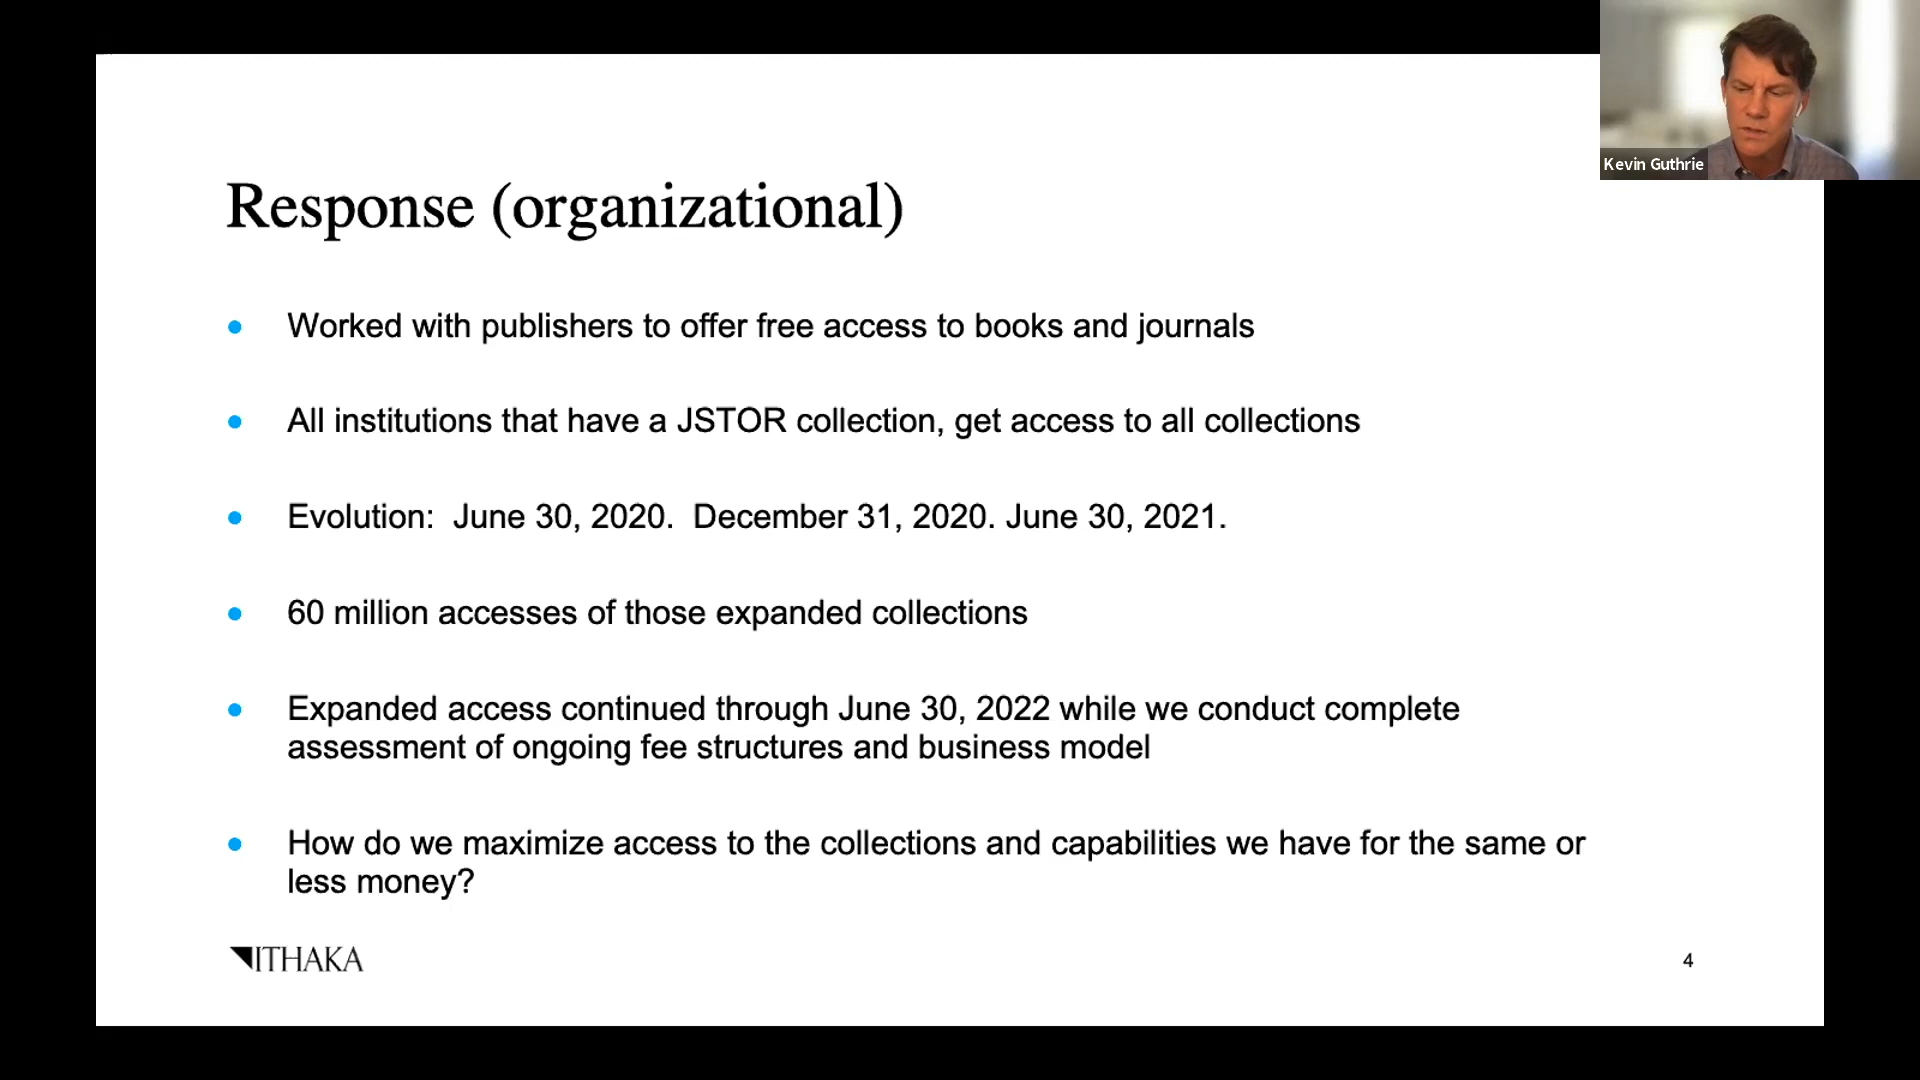 Kevin Guthrie
Response (organizational)
• Worked with publishers to offer free access to books and journals
• All institutions that have a JSTOR collection, get access to all collections
• Evolution:  June 30, 2020.  December 31, 2020. June 30, 2021.
• 60 million accesses of those expanded collections
• Expanded access continued through June 30, 2022 while we conduct complete
assessment of ongoing fee structures and business model
• How do we maximize access to the collections and capabilities we have for the same or
less money?
ITHAKA
4